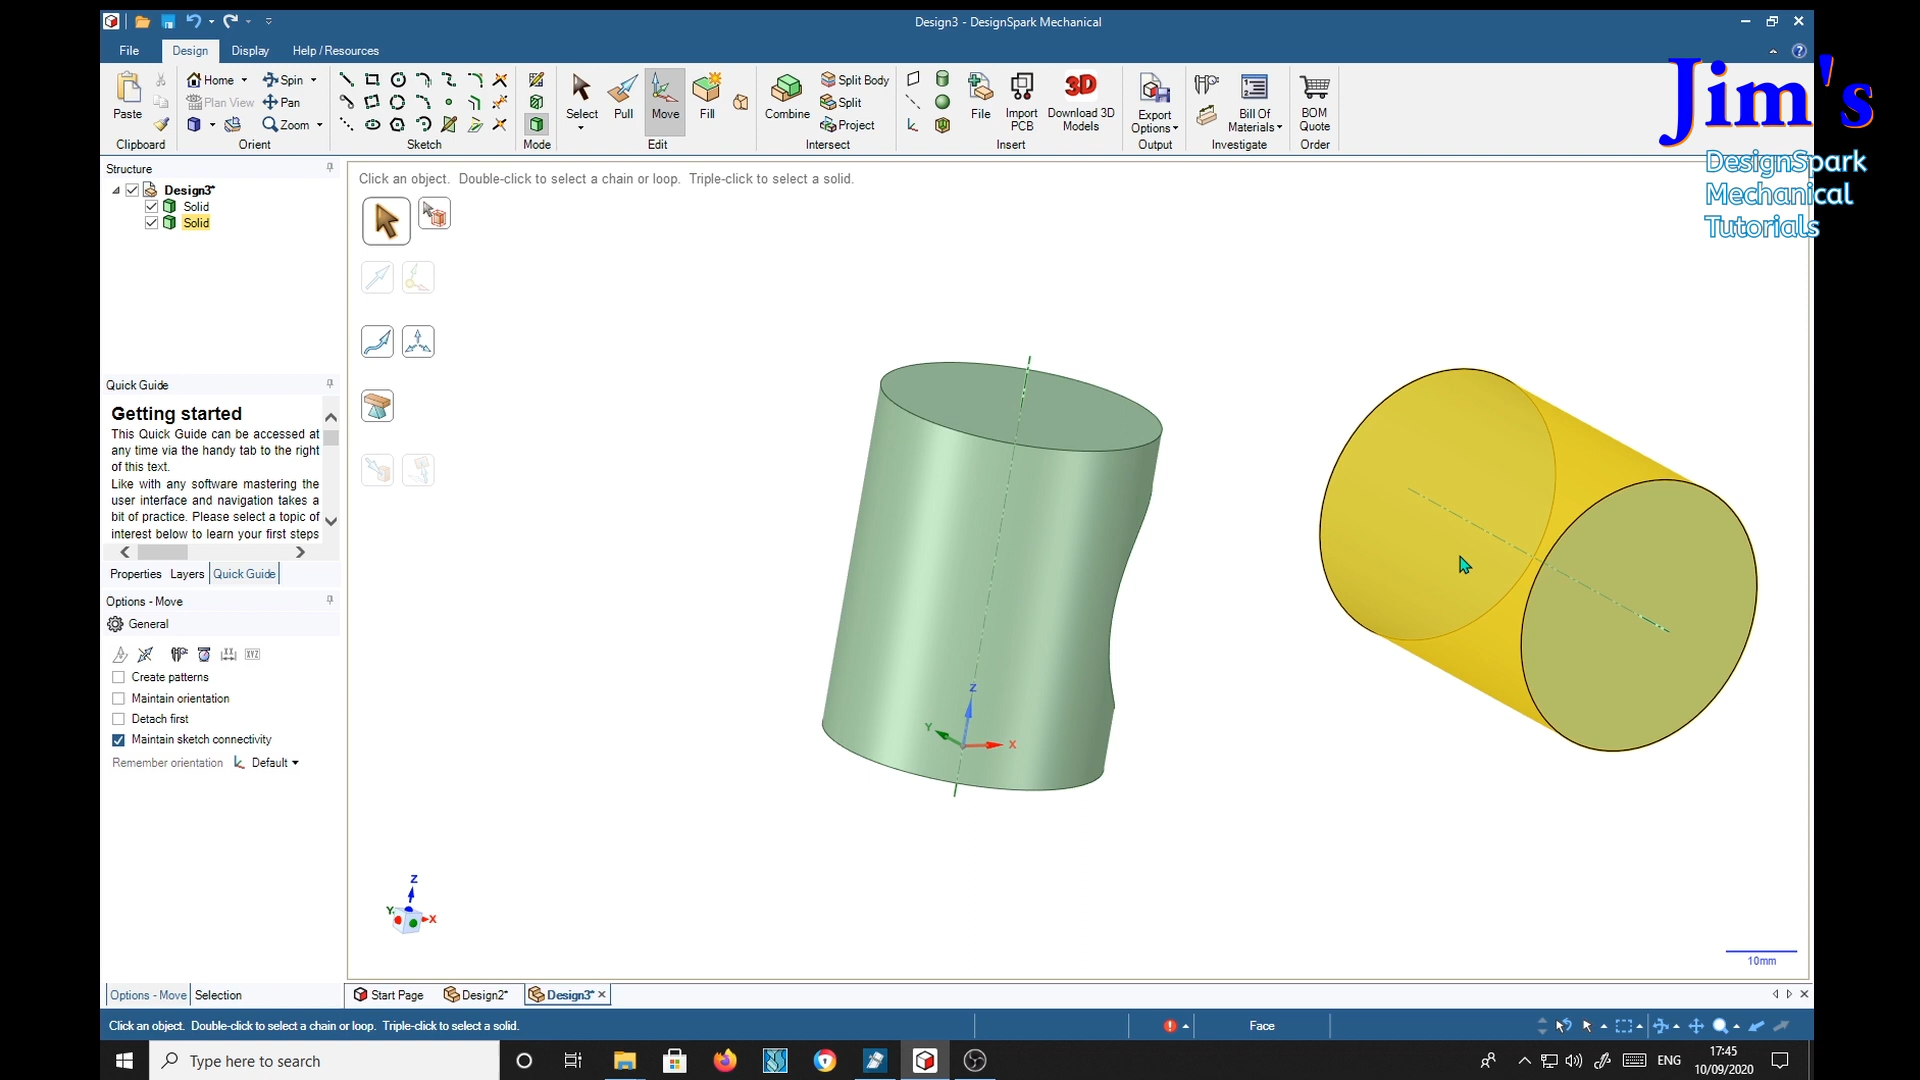 Design3 - DesignSpark Mechanical
File
Design
Display
Help / Resources
Jim's
DesignSpark
Mechanical
Tutorials
Paste
Clipboard
Home
Spin
Plan View
Pan
Zoom
Orient
Sketch
Mode
Select
Pull
Move
Fill
Edit
Combine
Split Body
Split
Project
Intersect
File
Import
PCB
Download 3D
Models
3D
Insert
Export
Options
Output
Bill Of
Materials
Investigate
BOM
Quote
Order
Structure
Design3*
Solid
Solid
Click an object. Double-click to select a chain or loop. Triple-click to select a solid.
Quick Guide
Getting started
This Quick Guide can be accessed at
any time via the handy tab to the right
of this text.
Like with any software mastering the
user interface and navigation takes a
bit of practice. Please select a topic of
interest below to learn your first steps
Properties
Layers
Quick Guide
Options - Move
General
XYZ
Create patterns
Maintain orientation
Detach first
Maintain sketch connectivity
Remember orientation
Default
Z
Y
X
Z
Y
X
10mm
Options - Move
Selection
Start Page
Design2*
Design3*
Click an object. Double-click to select a chain or loop. Triple-click to select a solid.
Face
Type here to search
ENG
17:45
10/09/2020